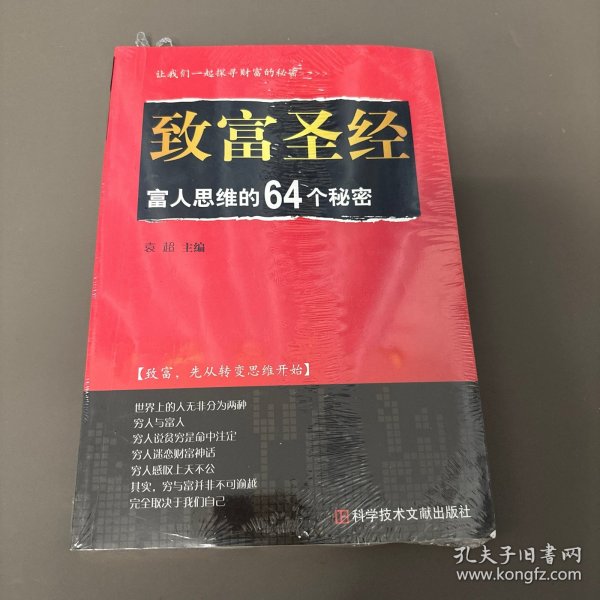 让我们一起探寻财富的秘密>>>>
致富圣经
富人思维的64个秘密
袁超 主编
【致富，先从转变思维开始】
世界上的人无非分为两种
穷人与富人
穷人说贫穷是命中注定
穷人迷恋财富神话
穷人感叹上天不公
其实，穷与富并非不可逾越
完全取决于我们自己
科学技术文献出版社
孔夫子旧书网
www.kongfz.com